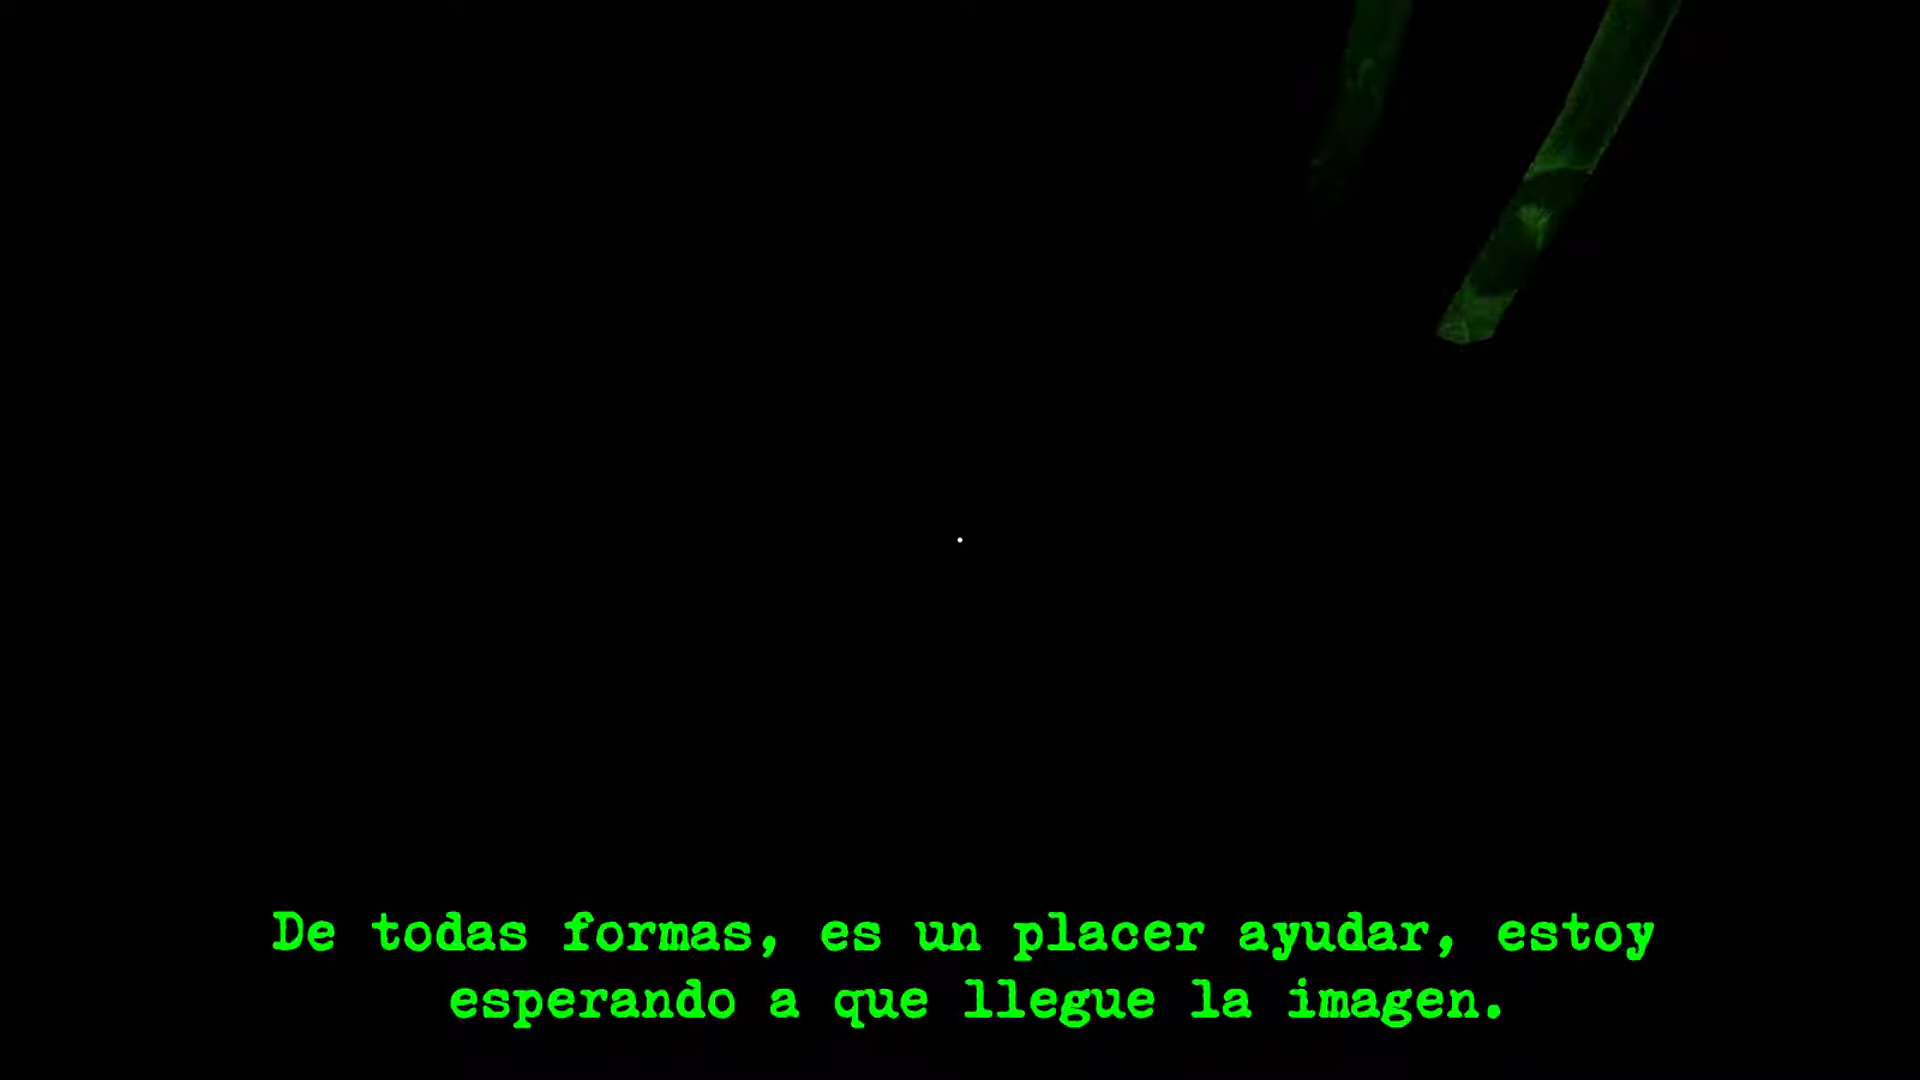 De todas formas, es un placer ayudar, estoy
esperando a que llegue la imagen.